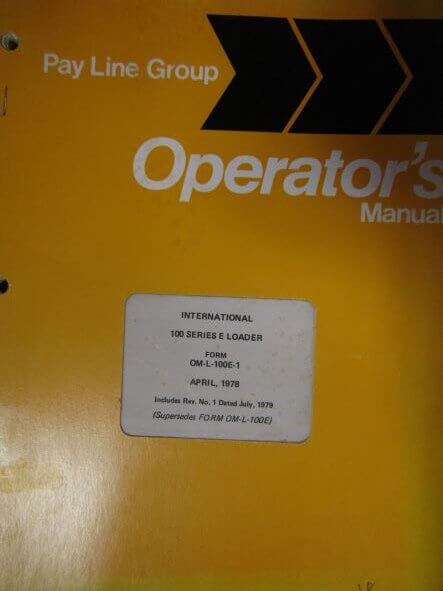 Pay Line Group
Operator's
Manual
INTERNATIONAL
100 SERIES E LOADER
FORM
OM-L-100E-1
APRIL, 1978
Includes Rev. No. 1 Dated July, 1979
(Supersedes FORM OM-L-100E)